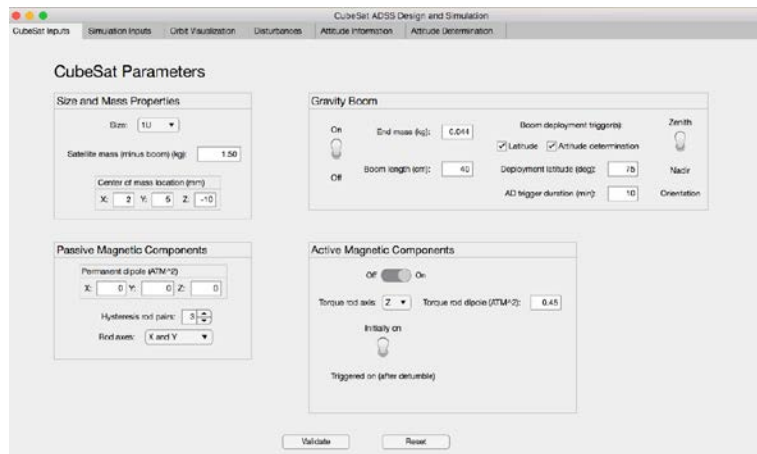 CubeSat ADSS Design and Simulation
CubeSat Inputs Simulation Inputs Orbit Visualization Disturbances Attitude Information Attitude Determination
CubeSat Parameters
Size and Mass Properties
Size: 1U
Satellite mass (minus boom) (kg): 1.50
Center of mass location (mm)
X: 2 Y: 5 Z: -10
Gravity Boom
On
Off
End mass (kg): 0.044
Boom length (cm): 40
Boom deployment trigger(s):
Latitude Attitude determination
Deployment latitude (deg): 75
AD trigger duration (min): 10
Zenith
Nadir
Orientation
Passive Magnetic Components
Permanent dipole (ATM^2)
X: 0 Y: 0 Z: 0
Hysteresis rod pairs: 3
Rod axes: X and Y
Active Magnetic Components
Off On
Torque rod axis: Z Torque rod dipole (ATM^2): 0.45
Initially on
Triggered on (after detumble)
Validate Reset